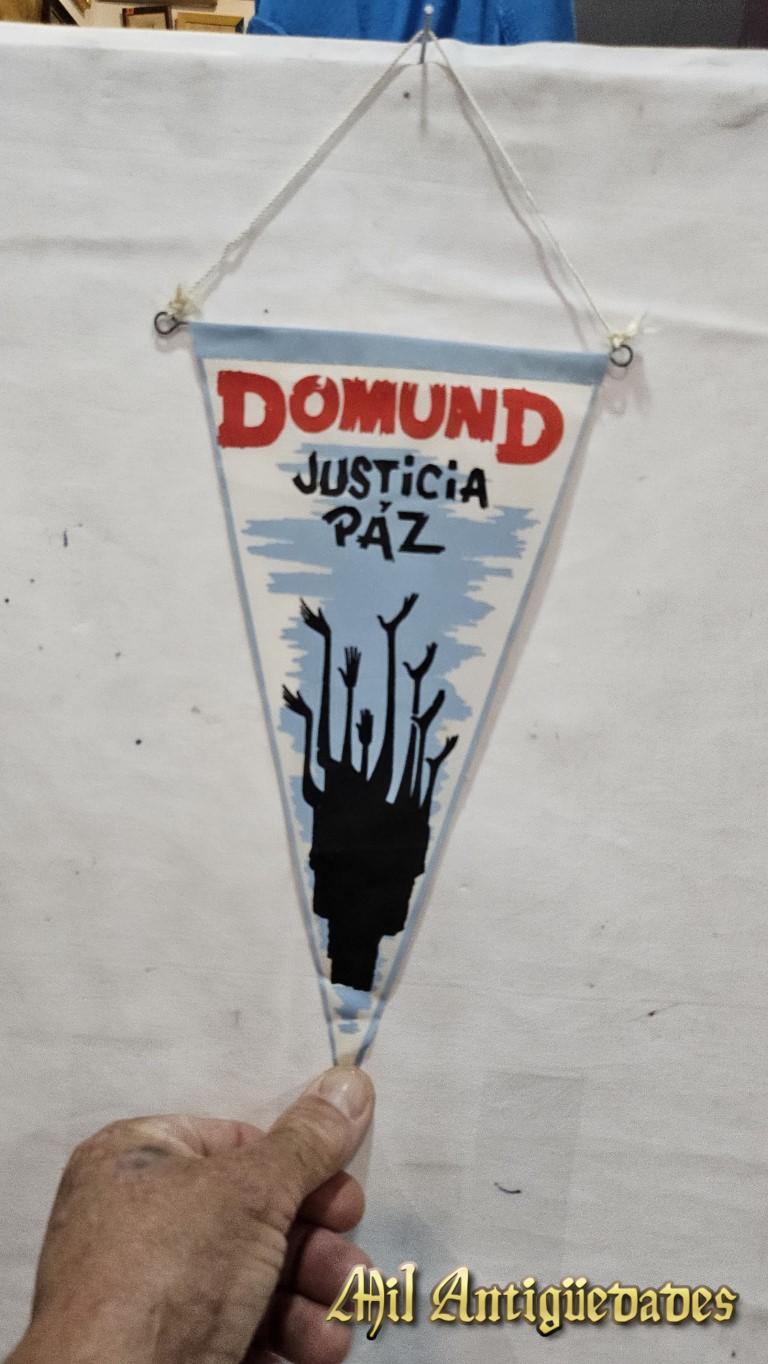 DOMUND
JUSTiCiA
PÁZ
Mil Antigüedades